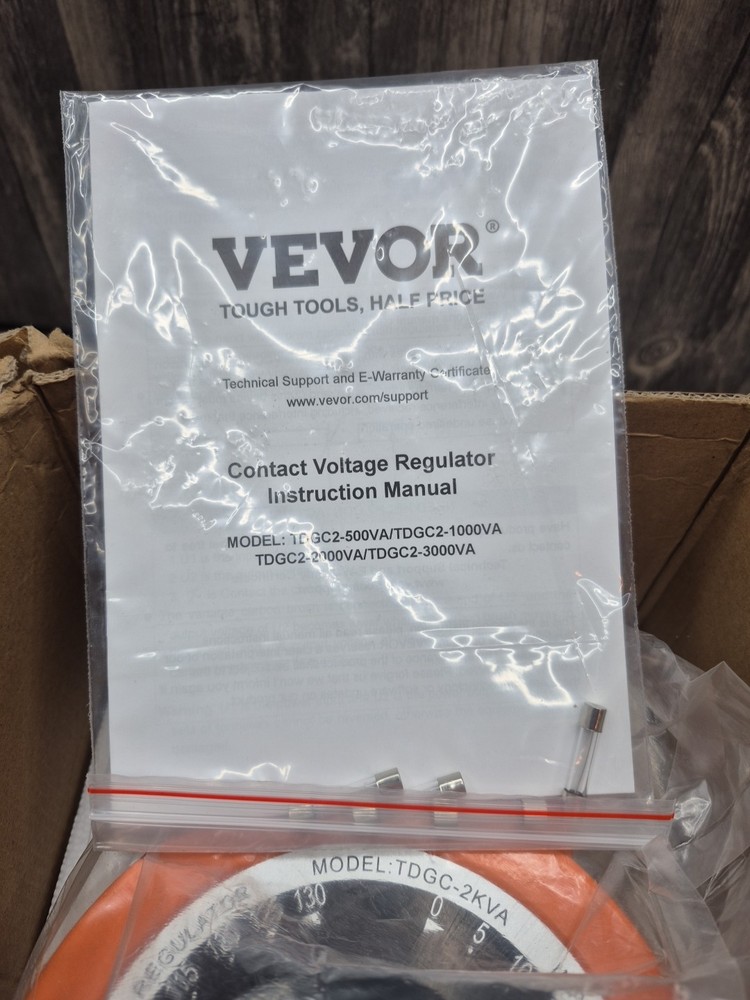 VEVOR®
TOUGH TOOLS, HALF PRICE
Technical Support and E-Warranty Certificate
www.vevor.com/support
Contact Voltage Regulator
Instruction Manual
MODEL: TDGC2-500VA/TDGC2-1000VA
TDGC2-2000VA/TDGC2-3000VA
MODEL:TDGC-2KVA
REGULATOR
130
0
5